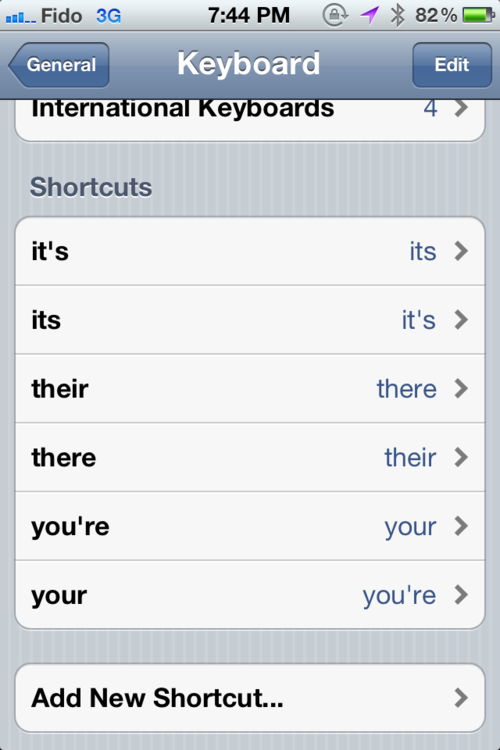 Fido 3G 7:44 PM 82%
General Keyboard Edit
International Keyboards 4
Shortcuts
it's its
its it's
their there
there their
you're your
your you're
Add New Shortcut...